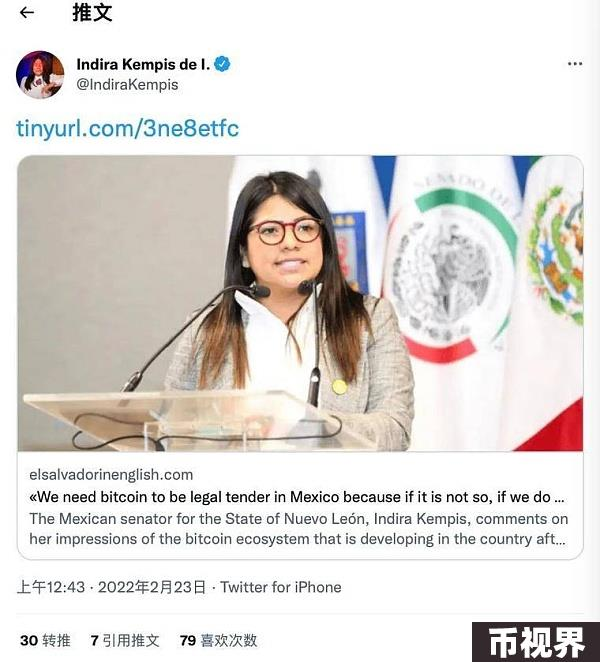 推文
Indira Kempis de I.
@IndiraKempis
tinyurl.com/3ne8etfc
SENADO DE
elsalvadorinenglish.com
«We need bitcoin to be legal tender in Mexico because if it is not so, if we do ...
The Mexican senator for the State of Nuevo León, Indira Kempis, comments on
her impressions of the bitcoin ecosystem that is developing in the country aft...
上午12:43 · 2022年2月23日 · Twitter for iPhone
30 转推 7 引用推文 79 喜欢次数
币视界